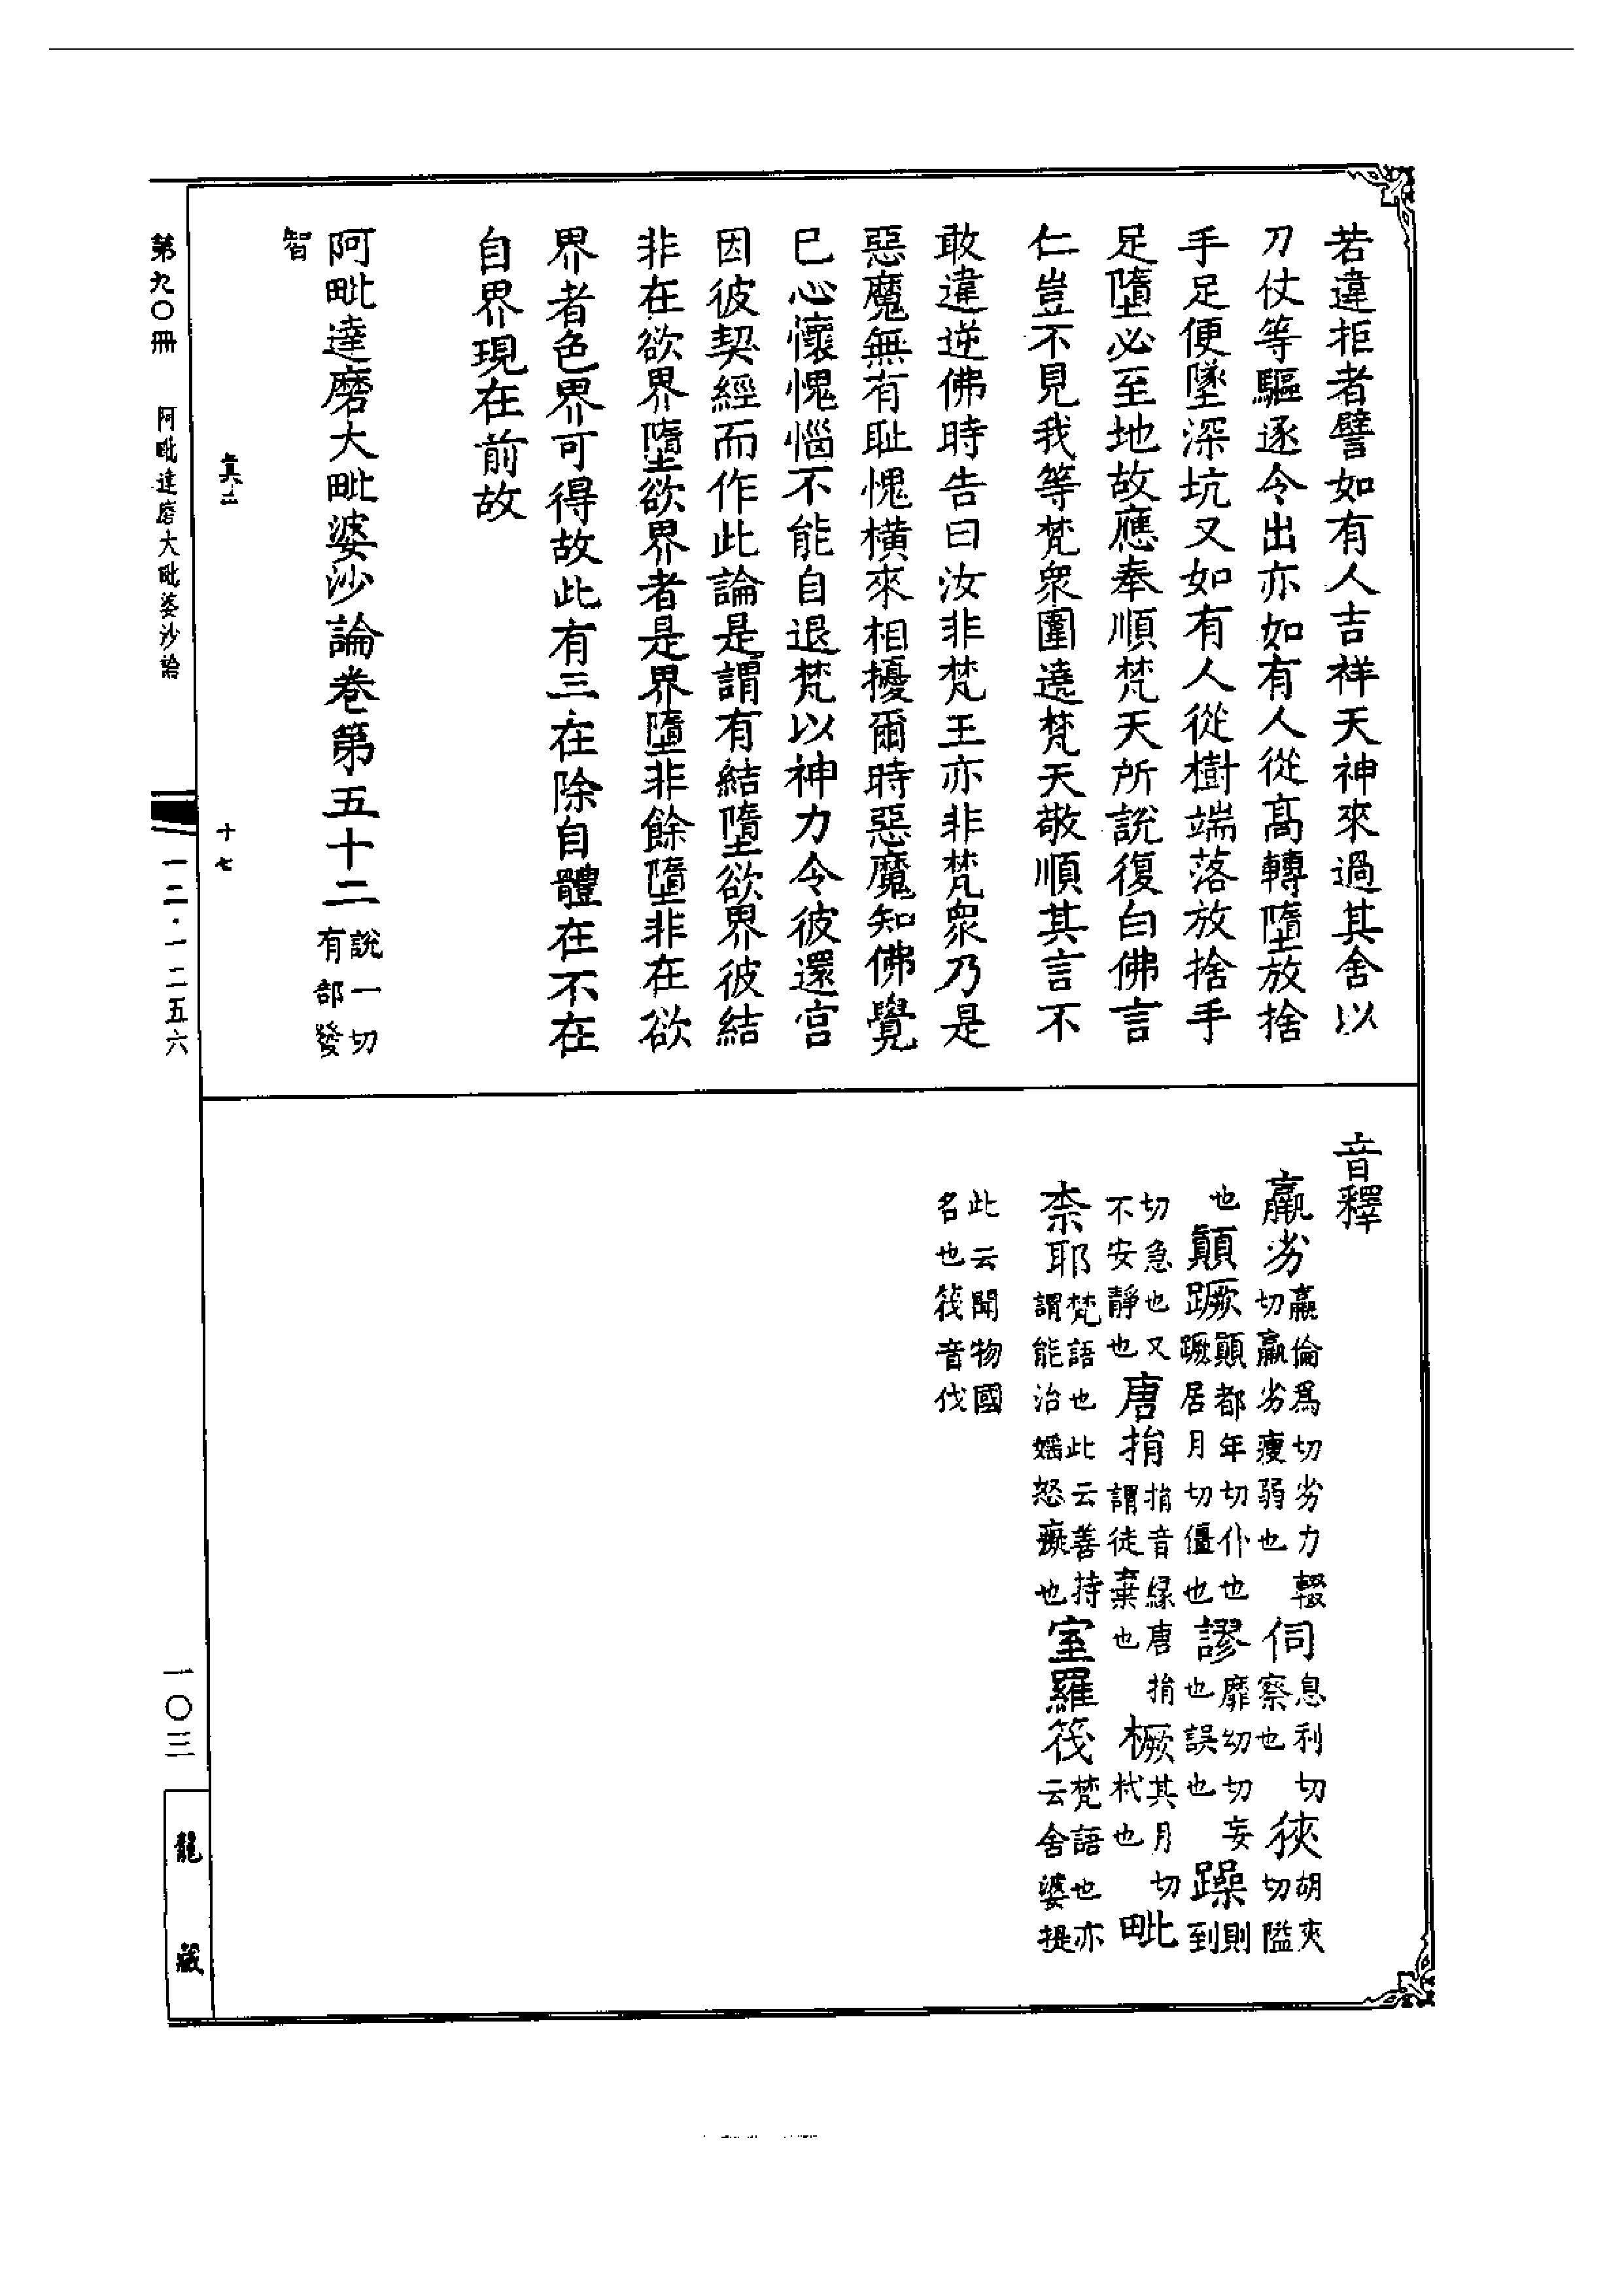 若違拒者譬如有人吉祥天神來過其舍以
刀仗等驅逐令出亦如有人從髙轉墮放捨
手足便墜深坑又如有人從樹端落放捨手
足墮必至地故應奉順梵天所說復白佛言
仁豈不見我等梵衆圍遶梵天敬順其言不
敢違逆佛時告曰汝非梵王亦非梵衆乃是
惡魔無有耻愧橫來相擾爾時惡魔知佛覺
已心懷愧惱不能自退梵以神力令彼還宫
因彼契經而作此論是謂有結墮欲界彼結
非在欲界墮欲界者是界墮非餘墮非在欲
界者色界可得故此有三在除自體在不在
自界現在前故
阿毗達磨大毗婆沙論卷第五十二 說一切有部發
智
十七
第九〇冊 阿毗達磨大毗婆沙論 一二·一二五六 一〇三
龍藏
音釋
羸劣 羸倫爲切劣力輟切羸劣瘦弱也 伺 息利切察也 狹 胡夾切隘
也 顚蹶 顚都年切仆也蹶居月切僵也 謬 靡幼切妄也誤也 躁 則到
切急也又不安靜也 唐捐 捐音緣唐捐謂徒棄也 橛 其月切杙也 毗
柰耶 梵語也此云善持謂能治婬怒癡也 室羅筏 梵語也亦云舍婆提
此云聞物國名也筏音伐